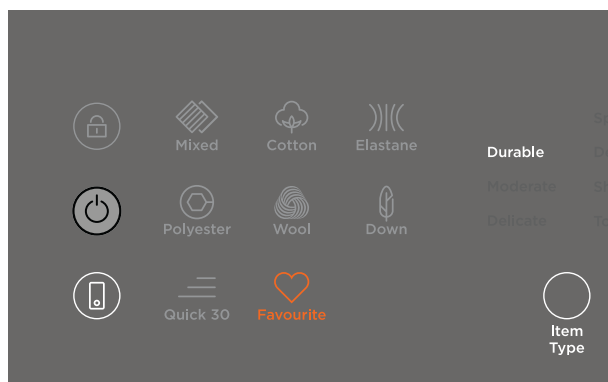 Mixed
Cotton
Elastane
Durable
Moderate
Delicate
Polyester
Wool
Down
Quick 30
Favourite
Item
Type